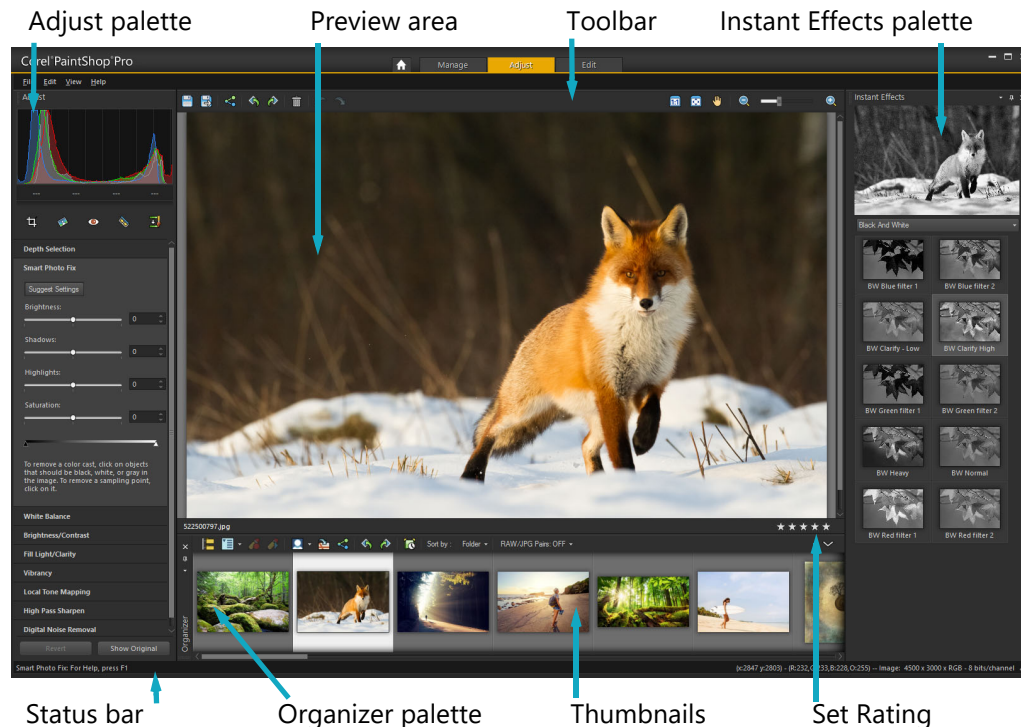 Adjust palette
Preview area
Toolbar
Instant Effects palette
Corel PaintShop Pro
Manage
Adjust
Edit
File Edit View Help
Adjust
Instant Effects
Black And White
Depth Selection
Smart Photo Fix
Suggest Settings
Brightness:
0
Shadows:
0
Highlights:
0
Saturation:
0
To remove a color cast, click on objects
that should be black, white, or gray in
the image. To remove a sampling point,
click on it.
White Balance
Brightness/Contrast
Fill Light/Clarity
Vibrancy
Local Tone Mapping
High Pass Sharpen
Digital Noise Removal
Revert
Show Original
BW Blue filter 1
BW Blue filter 2
BW Clarify - Low
BW Clarify High
BW Green filter 1
BW Green filter 2
BW Heavy
BW Normal
BW Red filter 1
BW Red filter 2
522500797.jpg
Sort by :
Folder
RAW/JPG Pairs: OFF
Organizer
Smart Photo Fix: For Help, press F1
(x:2847 y:2803) - (R:232,G:233,B:228,O:255) -- Image: 4500 x 3000 x RGB - 8 bits/channel
Status bar
Organizer palette
Thumbnails
Set Rating